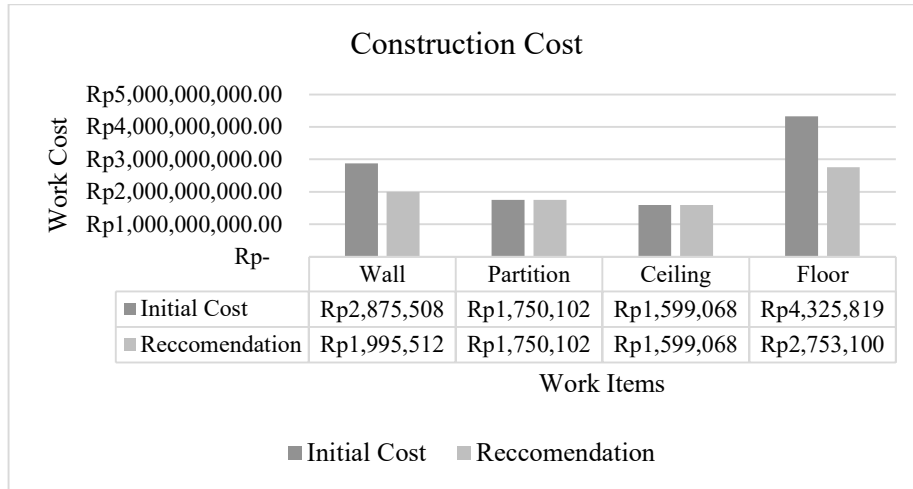 Construction Cost
Work Cost
Rp5,000,000,000.00
Rp4,000,000,000.00
Rp3,000,000,000.00
Rp2,000,000,000.00
Rp1,000,000,000.00
Rp-
Wall Partition Ceiling Floor
Initial Cost Rp2,875,508 Rp1,750,102 Rp1,599,068 Rp4,325,819
Reccomendation Rp1,995,512 Rp1,750,102 Rp1,599,068 Rp2,753,100
Work Items
Initial Cost Reccomendation